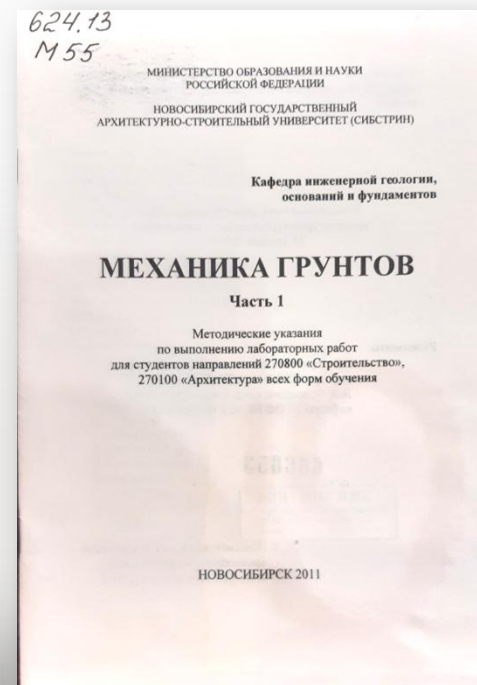 624.13
М 55
МИНИСТЕРСТВО ОБРАЗОВАНИЯ И НАУКИ
РОССИЙСКОЙ ФЕДЕРАЦИИ
НОВОСИБИРСКИЙ ГОСУДАРСТВЕННЫЙ
АРХИТЕКТУРНО-СТРОИТЕЛЬНЫЙ УНИВЕРСИТЕТ (СИБСТРИН)
Кафедра инженерной геологии,
оснований и фундаментов
МЕХАНИКА ГРУНТОВ
Часть 1
Методические указания
по выполнению лабораторных работ
для студентов направлений 270800 «Строительство»,
270100 «Архитектура» всех форм обучения
НОВОСИБИРСК 2011